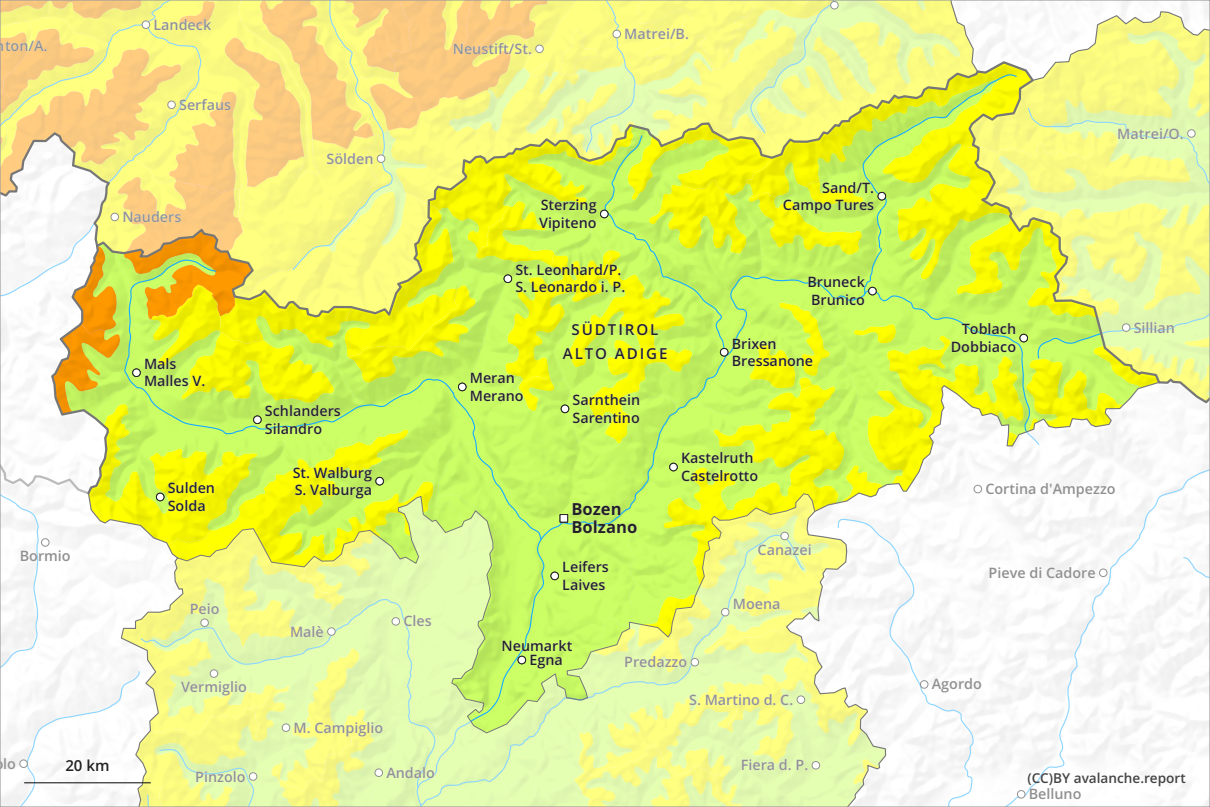 Landeck
nton/A.
Neustift/St.
Matrei/B.
Serfaus
Matrei/O.
Sölden
Sand/T.
Campo Tures
Nauders
Sterzing
Vipiteno
St. Leonhard/P.
S. Leonardo i. P.
Bruneck
Brunico
SÜDTIROL
ALTO ADIGE
Toblach
Dobbiaco
Sillian
Brixen
Bressanone
Mals
Malles V.
Meran
Merano
Sarnthein
Sarentino
Schlanders
Silandro
Kastelruth
Castelrotto
St. Walburg
S. Valburga
Sulden
Solda
Cortina d'Ampezzo
Bozen
Bolzano
Bormio
Canazei
Leifers
Laives
Pieve di Cadore
Peio
Moena
Cles
Malè
Neumarkt
Egna
Predazzo
Vermiglio
Agordo
S. Martino d. C.
M. Campiglio
20 km
olo
Pinzolo
Andalo
Fiera d. P.
(CC)BY avalanche.report
Belluno